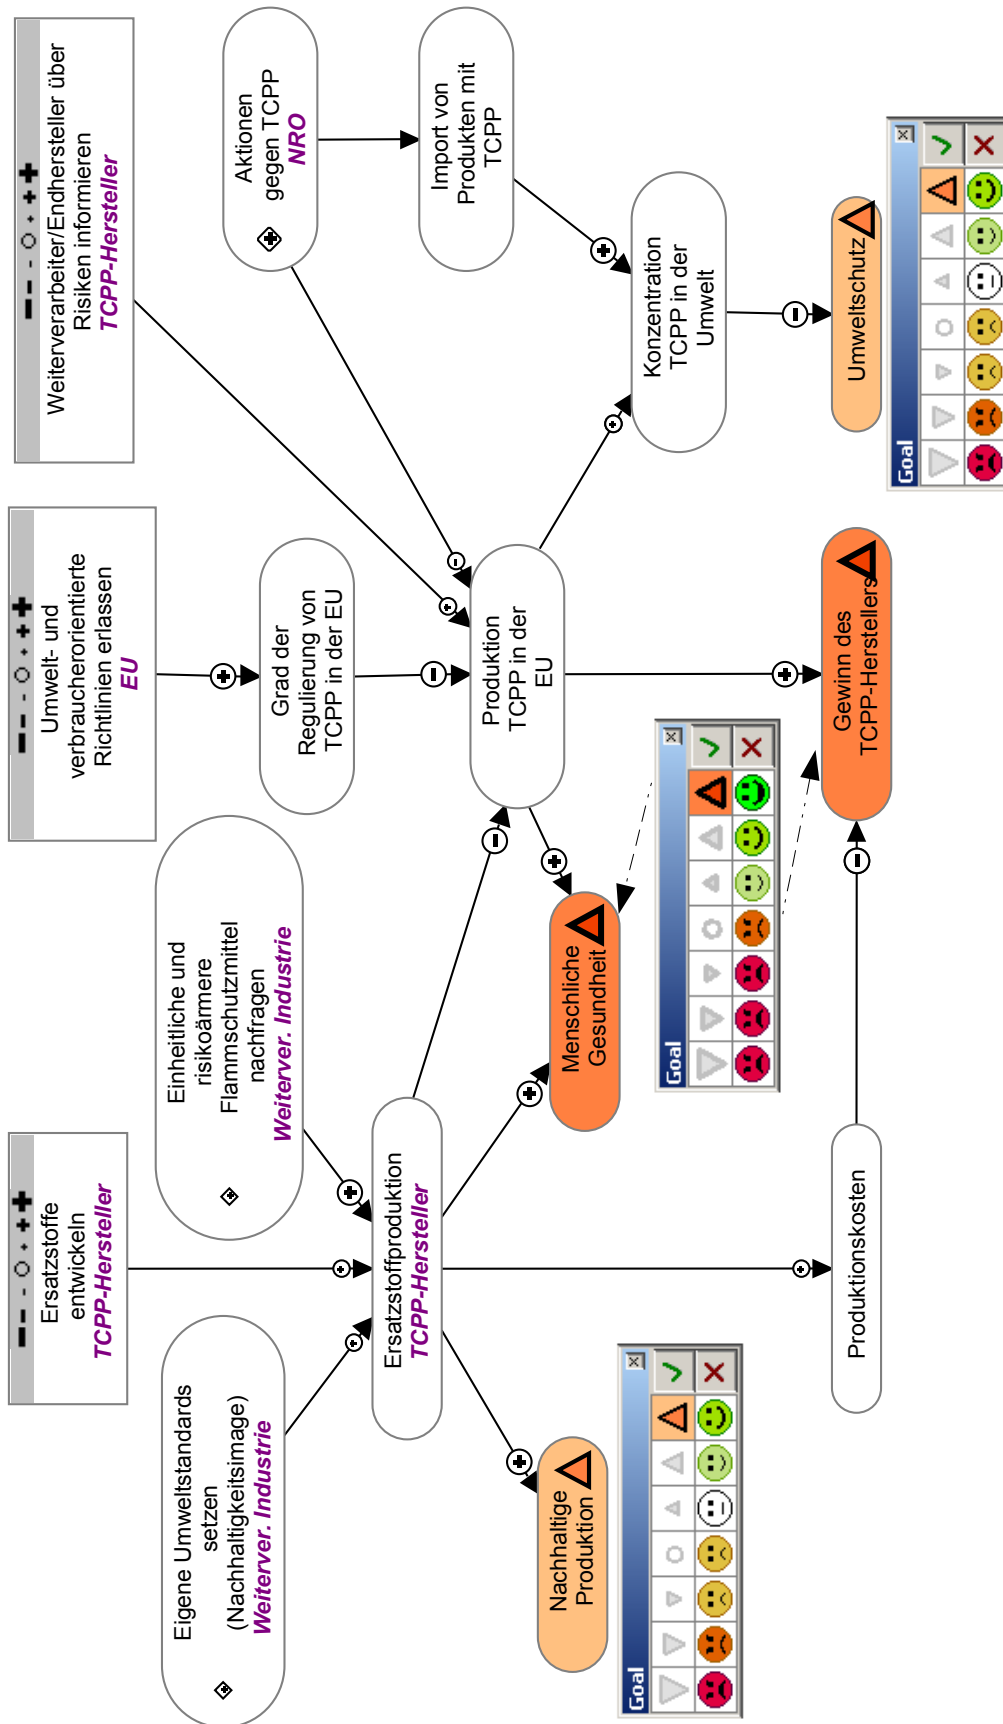 Ersatzstoffe
entwickeln
TCPP-Hersteller
Umwelt- und
verbraucherorientierte
Richtlinien erlassen
EU
Weiterverarbeiter/Endhersteller über
Risiken informieren
TCPP-Hersteller
Eigene Umweltstandards
setzen
(Nachhaltigkeitsimage)
Weiterver. Industrie
Einheitliche und
risikoärmere
Flammschutzmittel
nachfragen
Weiterver. Industrie
Aktionen
gegen TCPP
NRO
Grad der
Regulierung von
TCPP in der EU
Import von
Produkten mit
TCPP
Ersatzstoffproduktion
TCPP-Hersteller
Produktion
TCPP in der
EU
Konzentration
TCPP in der
Umwelt
Nachhaltige
Produktion
Menschliche
Gesundheit
Goal
Goal
Produktionskosten
Gewinn des
TCPP-Herstellers
Umweltschutz
Goal